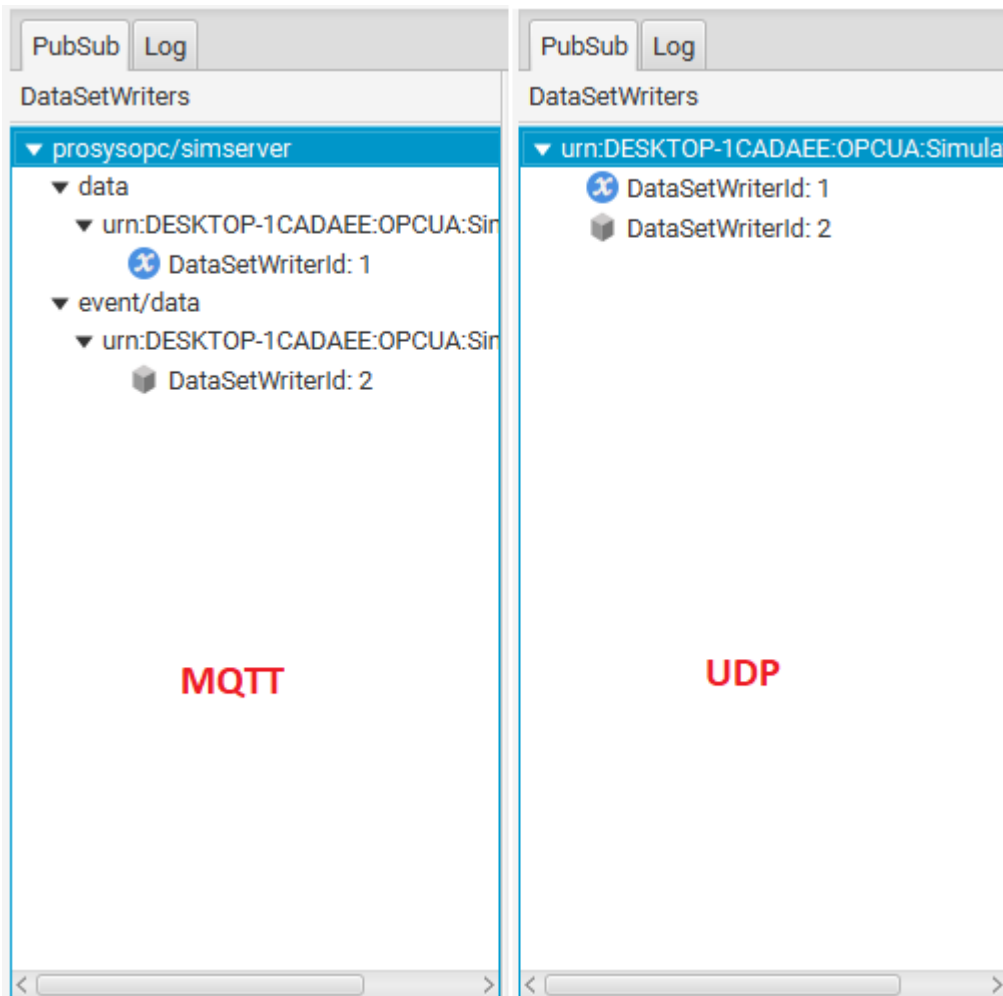 PubSub Log
DataSetWriters
prosysopc/simserver
data
urn:DESKTOP-1CADAEE:OPCUA:Sin
DataSetWriterId: 1
event/data
urn:DESKTOP-1CADAEE:OPCUA:Sin
DataSetWriterId: 2
MQTT
PubSub Log
DataSetWriters
urn:DESKTOP-1CADAEE:OPCUA:Simula
DataSetWriterId: 1
DataSetWriterId: 2
UDP